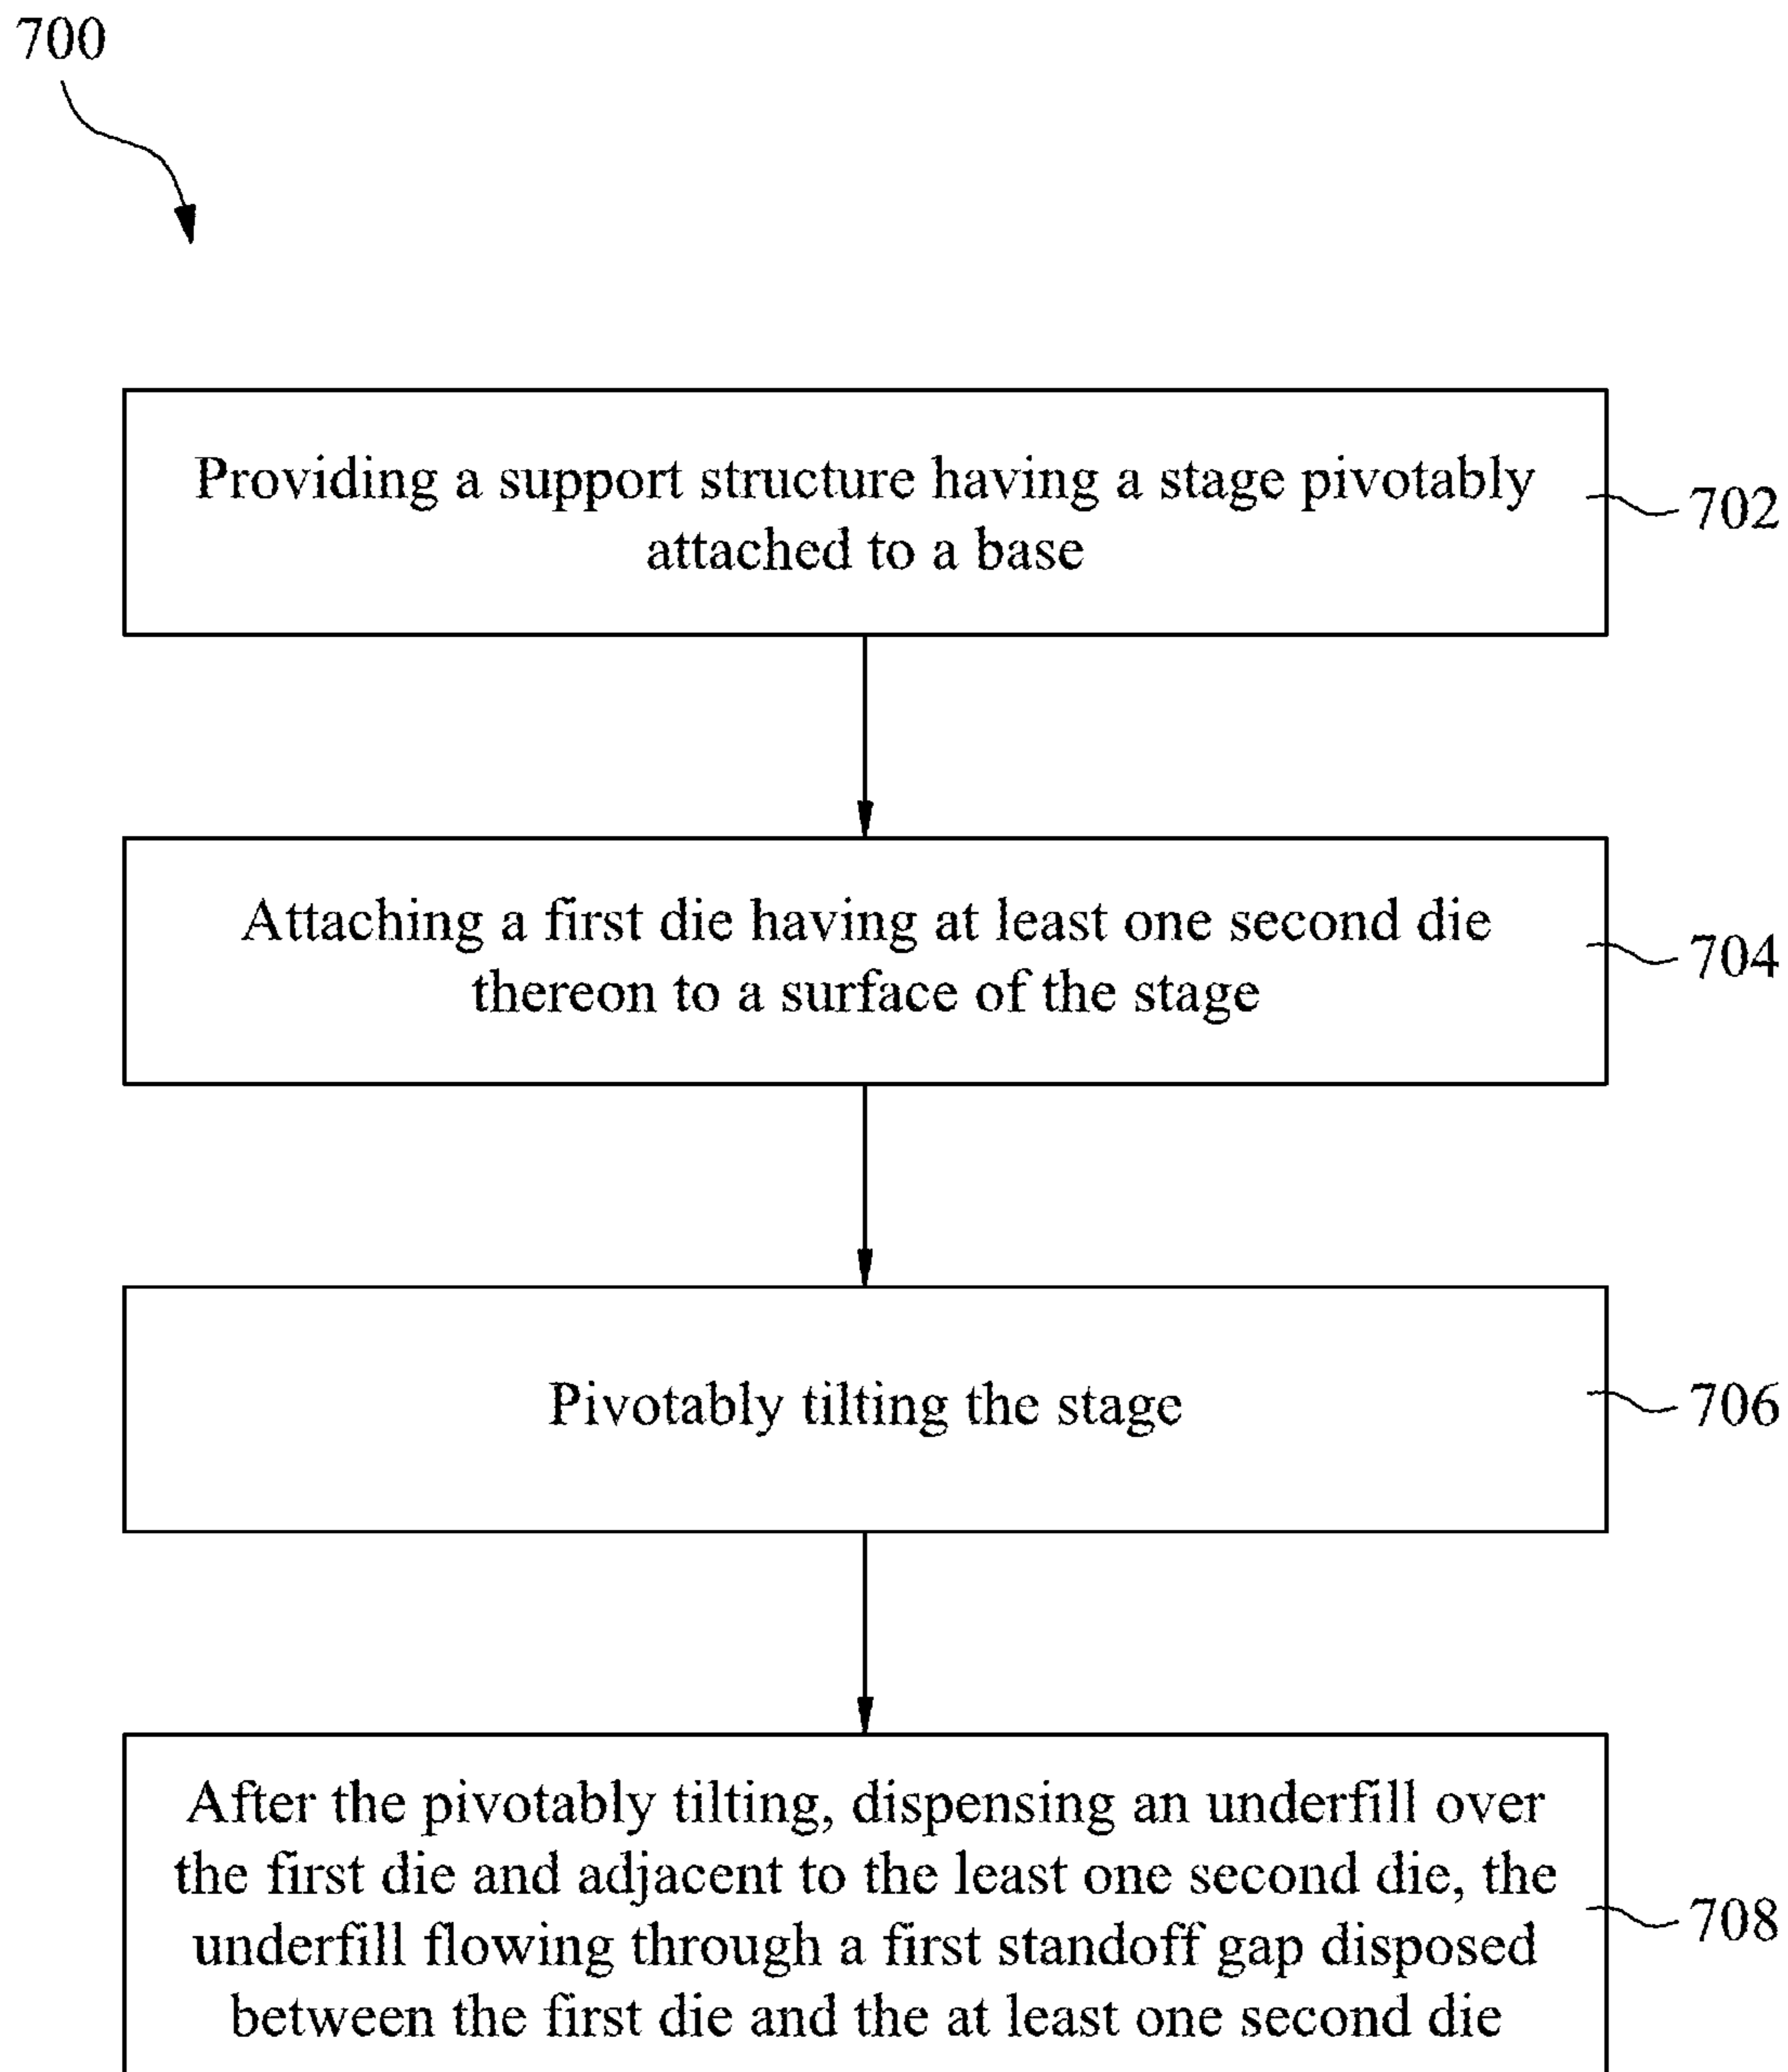 700
Providing a support structure having a stage pivotably
attached to a base
702
Attaching a first die having at least one second die
thereon to a surface of the stage
704
Pivotably tilting the stage
706
After the pivotably tilting, dispensing an underfill over
the first die and adjacent to the least one second die, the
underfill flowing through a first standoff gap disposed
between the first die and the at least one second die
708